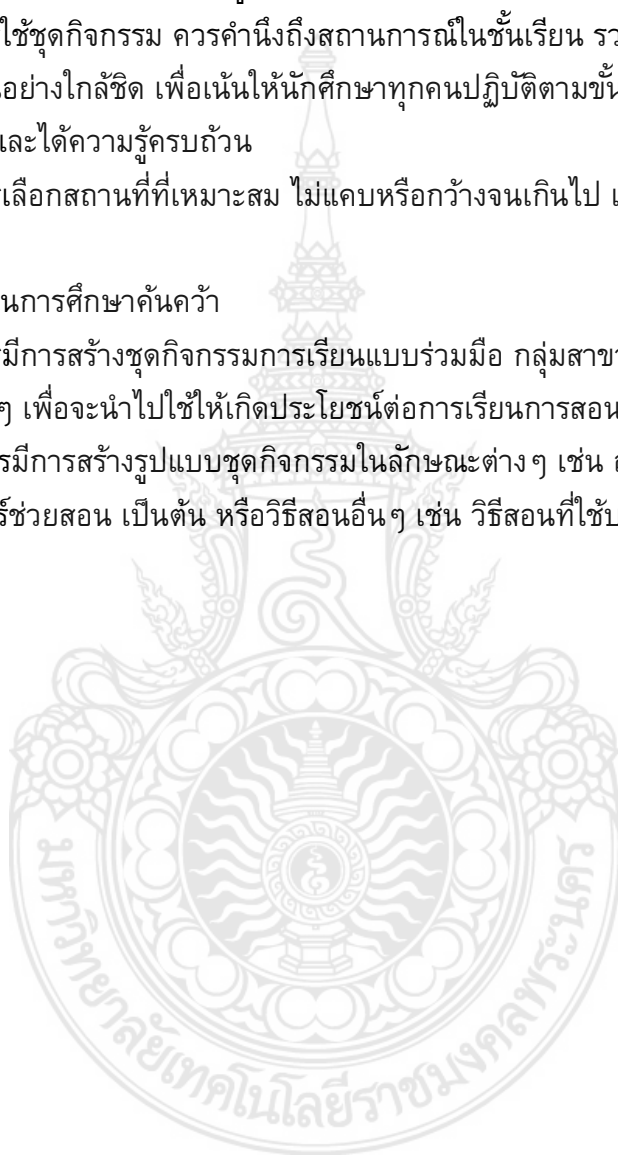 ใช้ชุดกิจกรรม ควรคำนึงถึงสถานการณ์ในชั้นเรียน
อย่างใกล้ชิด เพื่อเน้นให้นักศึกษาทุกคนปฏิบัติตามขั้น
และได้ความรู้ครบถ้วน
เลือกสถานที่ที่เหมาะสม ไม่แคบหรือกว้างจนเกินไป
นการศึกษาค้นคว้า
มีการสร้างชุดกิจกรรมการเรียนแบบร่วมมือ กลุ่มสาขา
ๆ เพื่อจะนำไปใช้ให้เกิดประโยชน์ต่อการเรียนการสอน
รมีการสร้างรูปแบบชุดกิจกรรมในลักษณะต่างๆ เช่น
ร์ช่วยสอน เป็นต้น หรือวิธีสอนอื่นๆ เช่น วิธีสอนที่ใช้
มหาวิทยาลัยเทคโนโลยีราชมงคลพระนคร